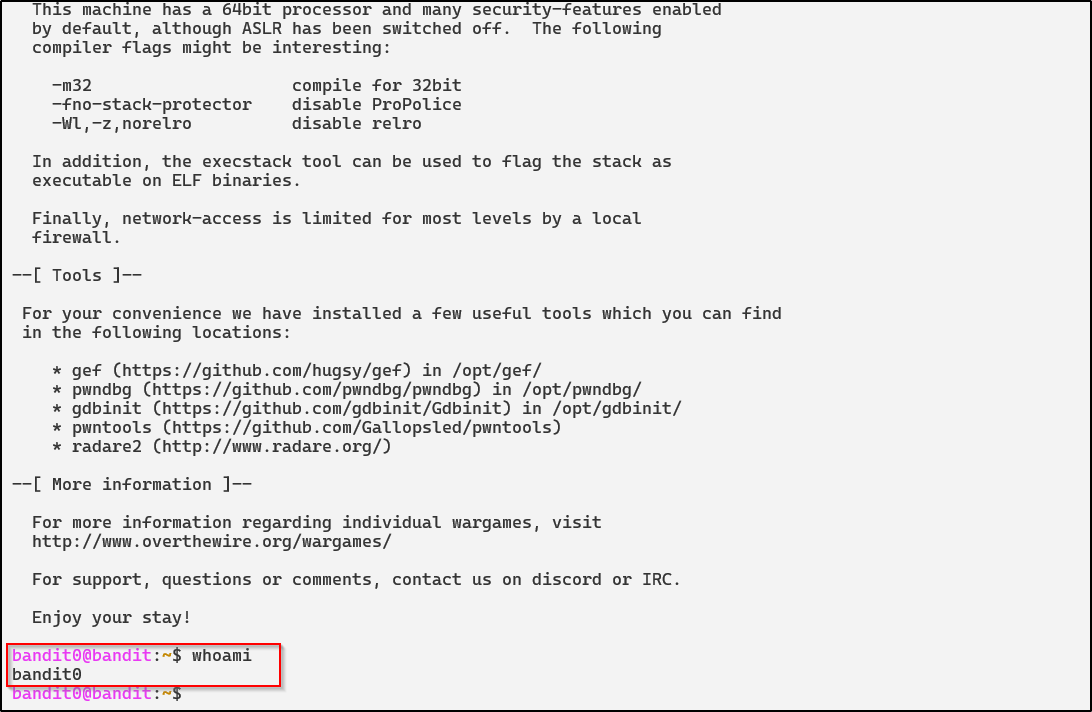 This machine has a 64bit processor and many security-features enabled
by default, although ASLR has been switched off.  The following
compiler flags might be interesting:
-m32                    compile for 32bit
-fno-stack-protector    disable ProPolice
-Wl,-z,norelro          disable relro
In addition, the execstack tool can be used to flag the stack as
executable on ELF binaries.
Finally, network-access is limited for most levels by a local
firewall.
--[ Tools ]--
For your convenience we have installed a few useful tools which you can find
in the following locations:
* gef (https://github.com/hugsy/gef) in /opt/gef/
* pwndbg (https://github.com/pwndbg/pwndbg) in /opt/pwndbg/
* gdbinit (https://github.com/gdbinit/Gdbinit) in /opt/gdbinit/
* pwntools (https://github.com/Gallopsled/pwntools)
* radare2 (http://www.radare.org/)
--[ More information ]--
For more information regarding individual wargames, visit
http://www.overthewire.org/wargames/
For support, questions or comments, contact us on discord or IRC.
Enjoy your stay!
bandit0@bandit:~$ whoami
bandit0
bandit0@bandit:~$